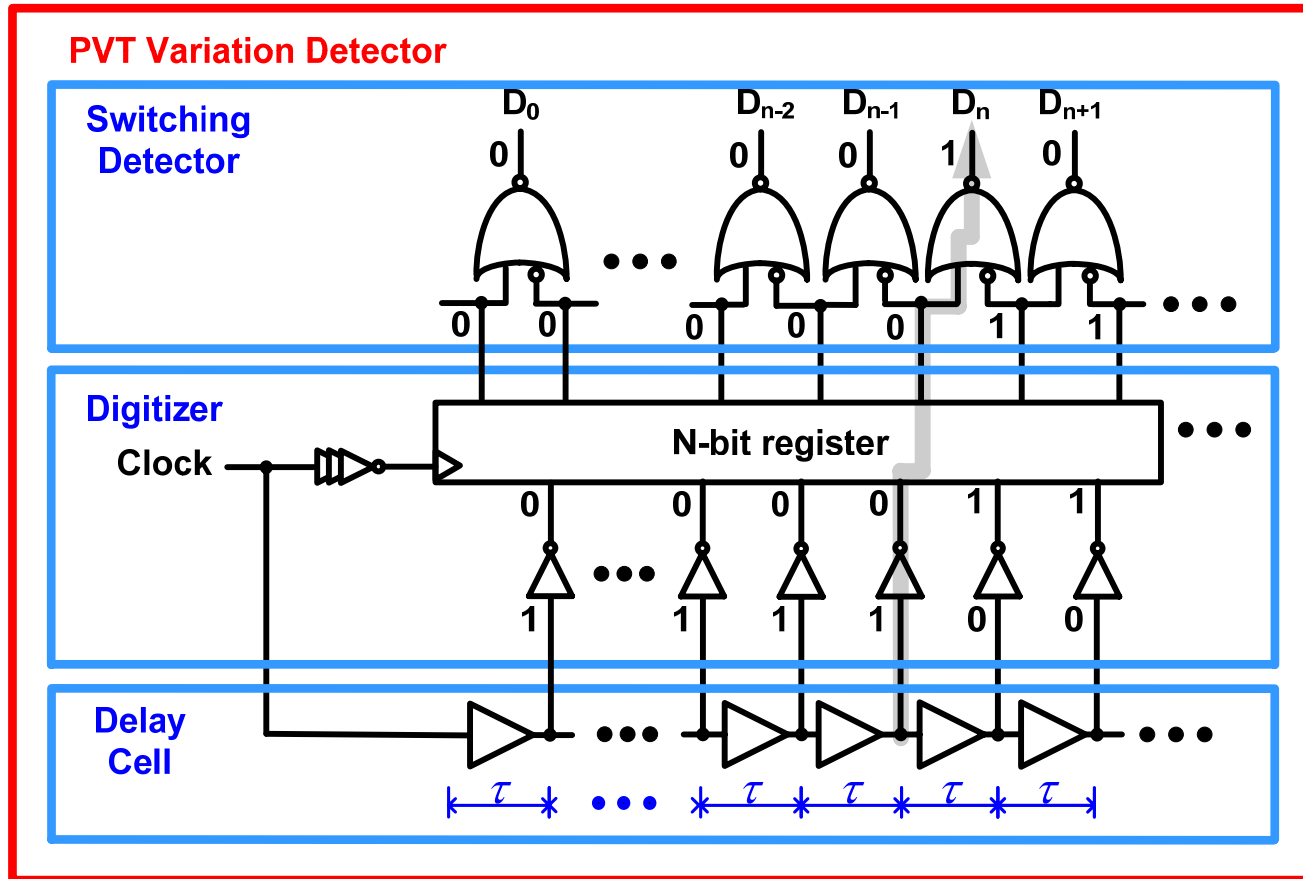 PVT Variation Detector
Switching
Detector
D0 Dn-2 Dn-1 Dn Dn+1
0 0 0 1 0
0 0 0 0 0 1 1
Digitizer
Clock
N-bit register
0 0 0 0 1 1
1 1 1 1 0 0
Delay
Cell
τ τ τ τ τ